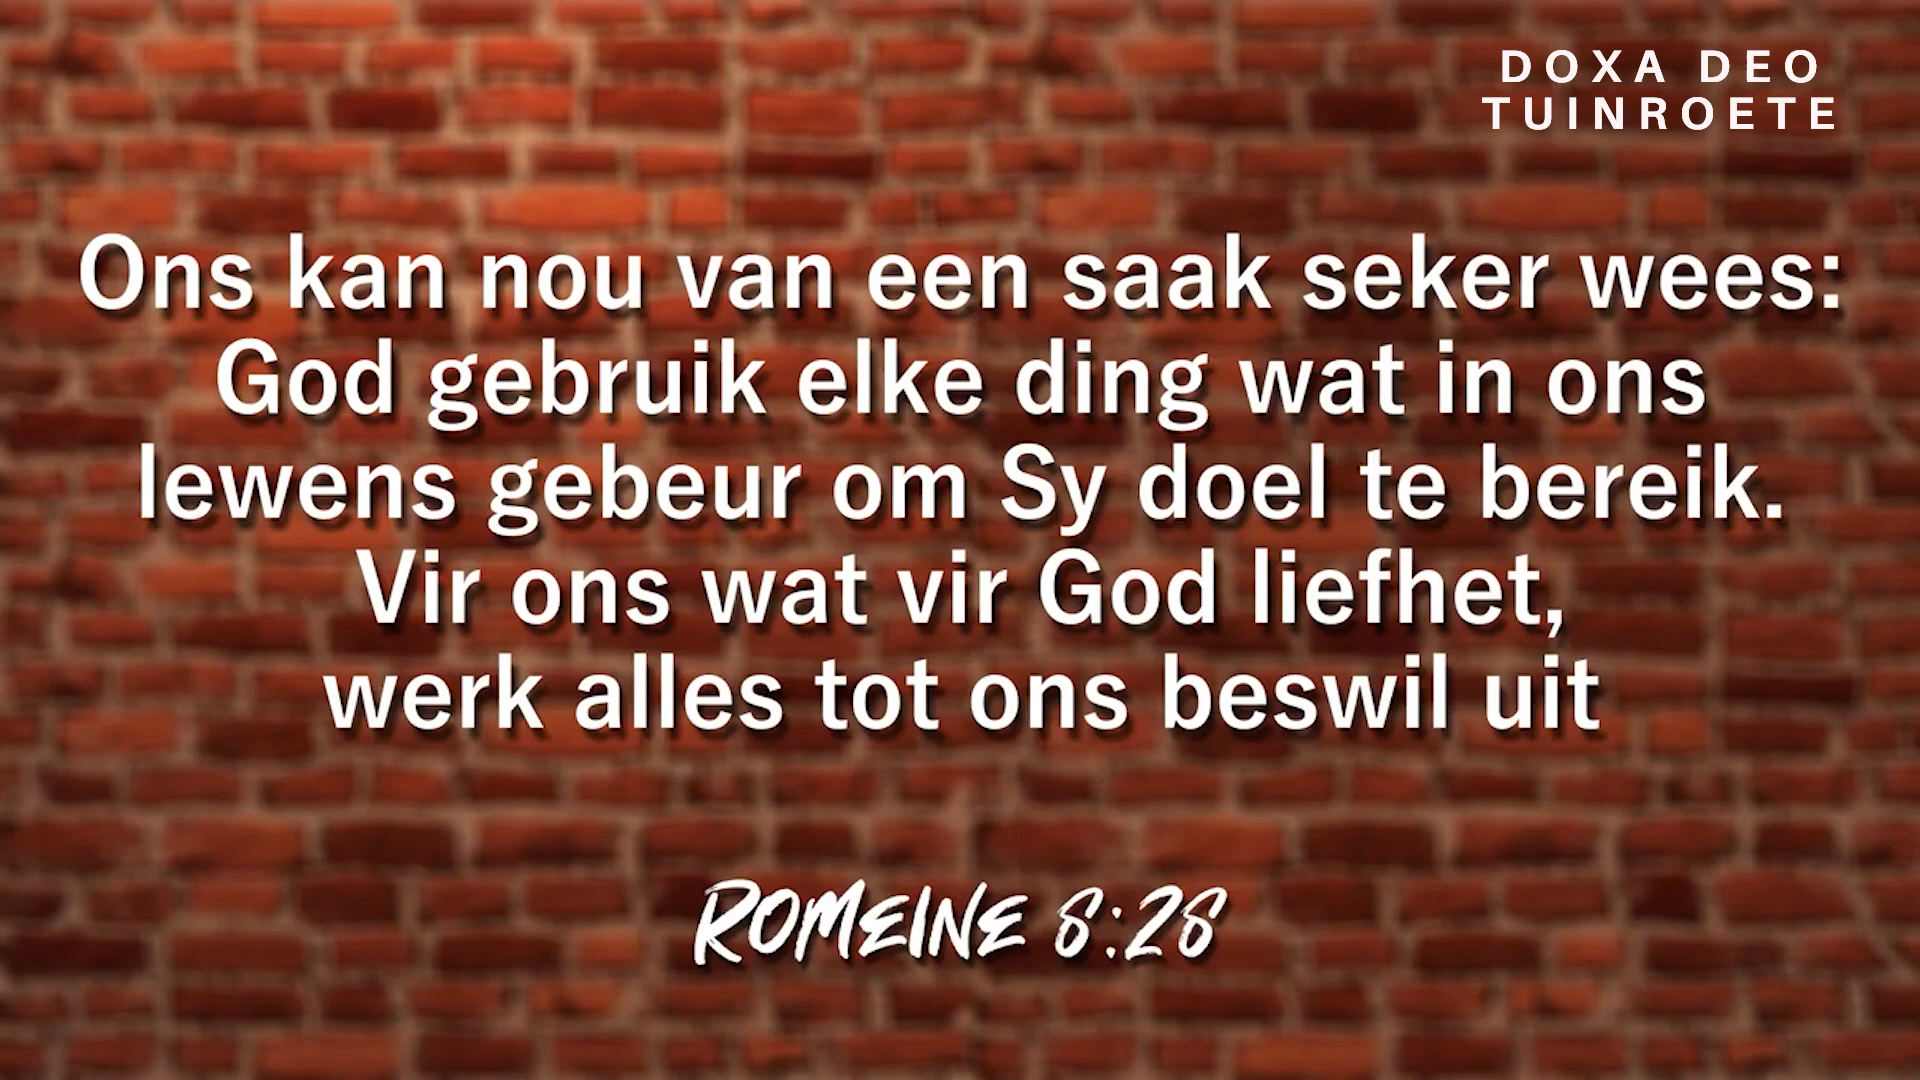 DOXA DEO
TUINROETE
Ons kan nou van een saak seker wees:
God gebruik elke ding wat in ons
lewens gebeur om Sy doel te bereik.
Vir ons wat vir God liefhet,
werk alles tot ons beswil uit
ROMEINE 8:28